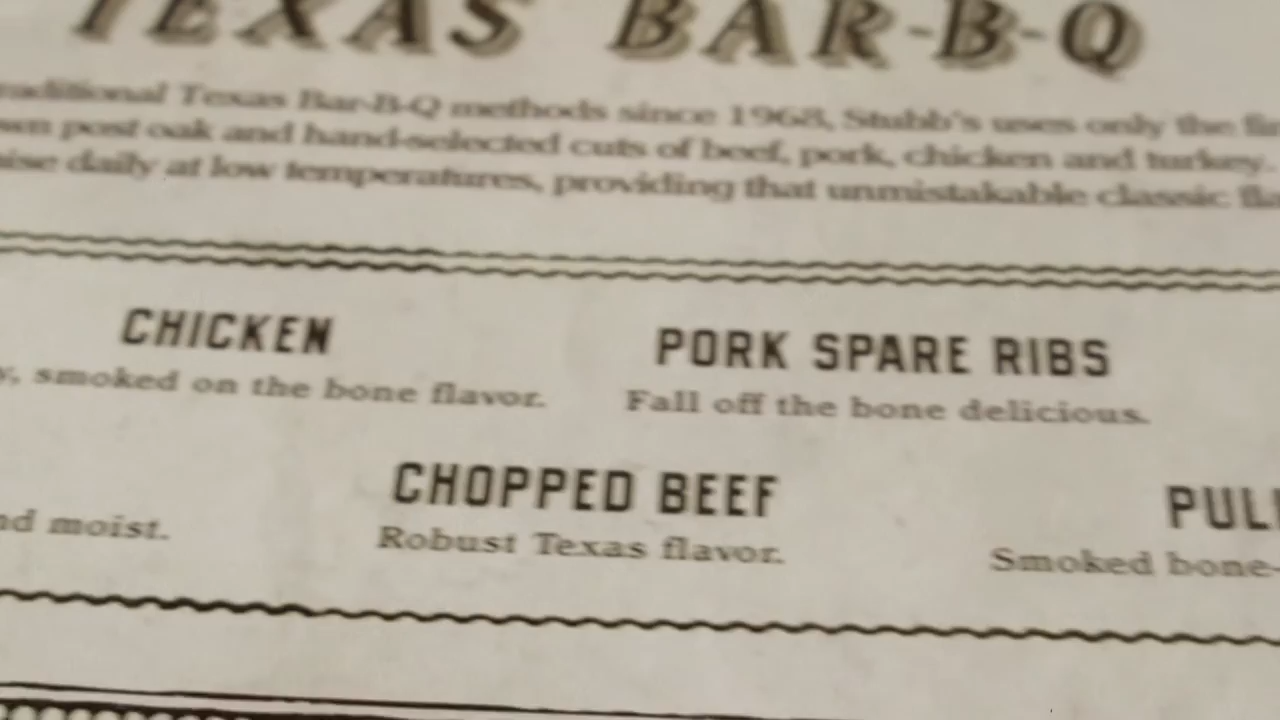 TEXAS BAR-B-Q
Texas Bar-B-Q methods since 1968, Stubb's uses only the
post oak and hand-selected cuts of beef, pork, chicken and turkey.
daily at low temperatures, providing that unmistakable classic
CHICKEN
PORK SPARE RIBS
smoked on the bone flavor.
Fall off the bone delicious.
CHOPPED BEEF
moist.
Robust Texas flavor.
Smoked bone-